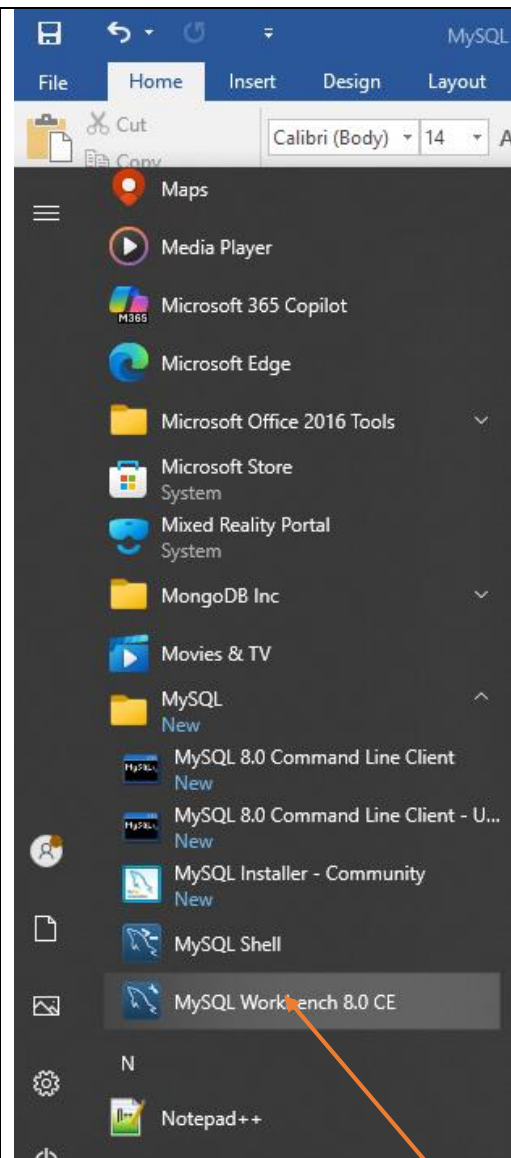 MySQL
File Home Insert Design Layout
Cut
Calibri (Body) 14 A
Copy
Maps
Media Player
M365
Microsoft 365 Copilot
Microsoft Edge
Microsoft Office 2016 Tools
Microsoft Store
System
Mixed Reality Portal
System
MongoDB Inc
Movies & TV
MySQL
New
MySQL 8.0 Command Line Client
New
MySQL 8.0 Command Line Client - U...
New
MySQL Installer - Community
New
MySQL Shell
MySQL Workbench 8.0 CE
N
Notepad++